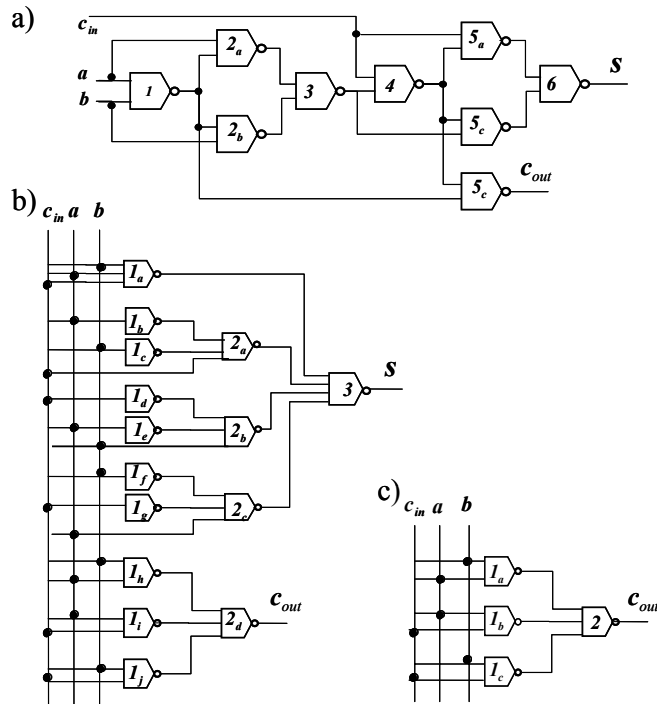 a)
c_in
a
b
1
2_a
2_b
3
4
5_a
5_c
5_c
6
s
c_out
b)
c_in a b
1_a
1_b
1_c
2_a
1_d
1_e
2_b
1_f
1_g
2_c
3
s
1_h
1_i
1_j
2_d
c_out
c)
c_in a b
1_a
1_b
1_c
2
c_out